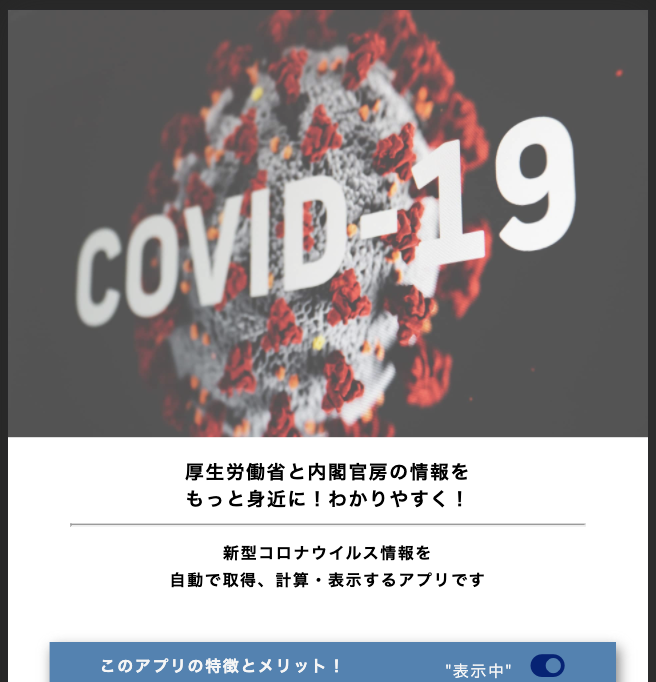 COVID-19
厚生労働省と内閣官房の情報を
もっと身近に！わかりやすく！
新型コロナウイルス情報を
自動で取得、計算・表示するアプリです
このアプリの特徴とメリット！
"表示中"